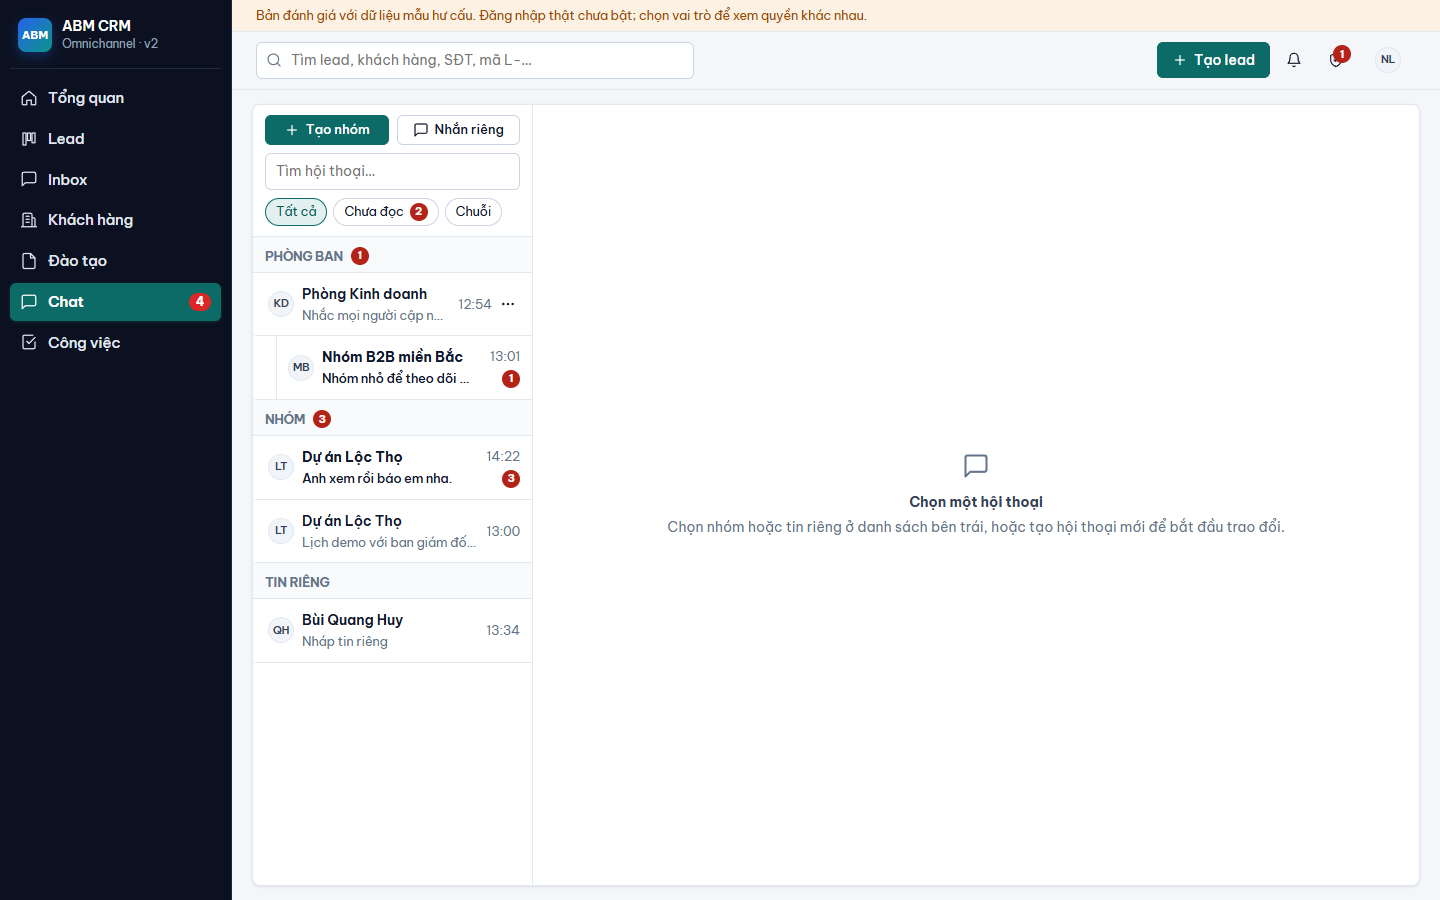 ABM
ABM CRM
Omnichannel · v2
Tổng quan
Lead
Inbox
Khách hàng
Đào tạo
Chat 4
Công việc
Bản đánh giá với dữ liệu mẫu hư cấu. Đăng nhập thật chưa bật; chọn vai trò để xem quyền khác nhau.
Tìm lead, khách hàng, SĐT, mã L-...
Tạo lead
1
NL
Tạo nhóm
Nhắn riêng
Tìm hội thoại...
Tất cả
Chưa đọc 2
Chuỗi
PHÒNG BAN 1
KD
Phòng Kinh doanh
12:54
Nhắc mọi người cập n...
MB
Nhóm B2B miền Bắc
13:01
Nhóm nhỏ để theo dõi ...
1
NHÓM 3
LT
Dự án Lộc Thọ
14:22
Anh xem rồi báo em nha.
3
LT
Dự án Lộc Thọ
13:00
Lịch demo với ban giám đố...
TIN RIÊNG
QH
Bùi Quang Huy
13:34
Nháp tin riêng
Chọn một hội thoại
Chọn nhóm hoặc tin riêng ở danh sách bên trái, hoặc tạo hội thoại mới để bắt đầu trao đổi.